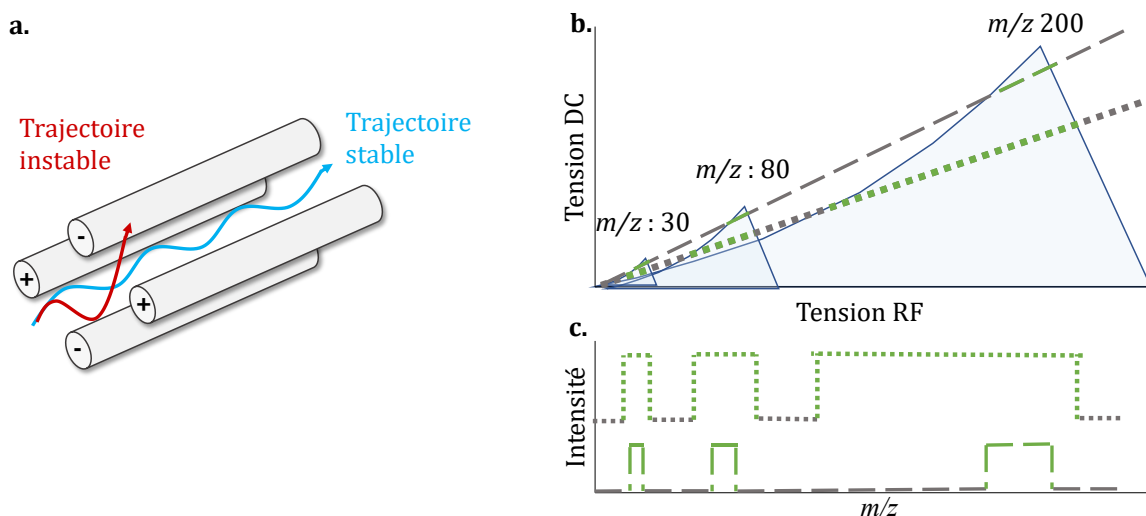 a.
Trajectoire
instable
Trajectoire
stable
-
+
+
-
b.
Tension DC
m/z 200
m/z : 80
m/z : 30
Tension RF
c.
Intensité
m/z